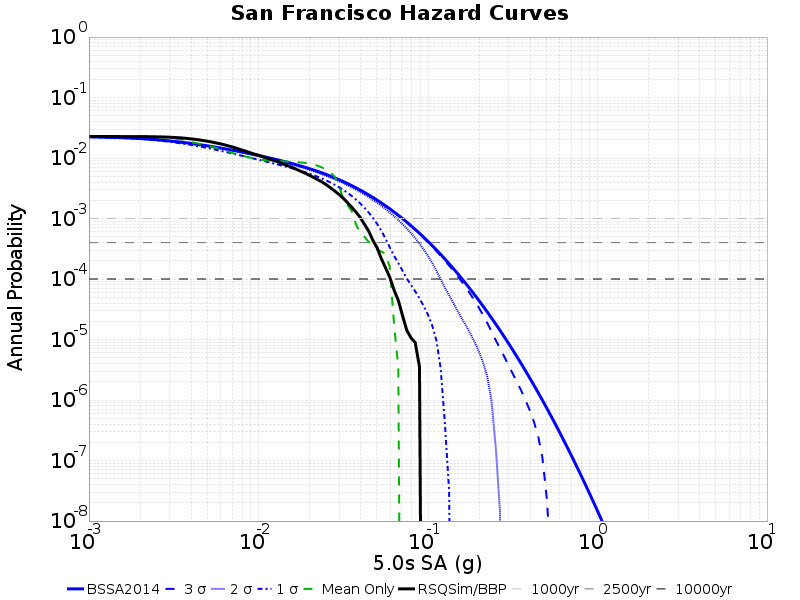 San Francisco Hazard Curves
10^0
10^-1
10^-2
10^-3
10^-4
10^-5
10^-6
10^-7
10^-8
Annual Probability
10^-3 10^-2 10^-1 10^0 10^1
5.0s SA (g)
BSSA2014 3 σ 2 σ 1 σ Mean Only RSQSim/BBP 1000yr 2500yr 10000yr